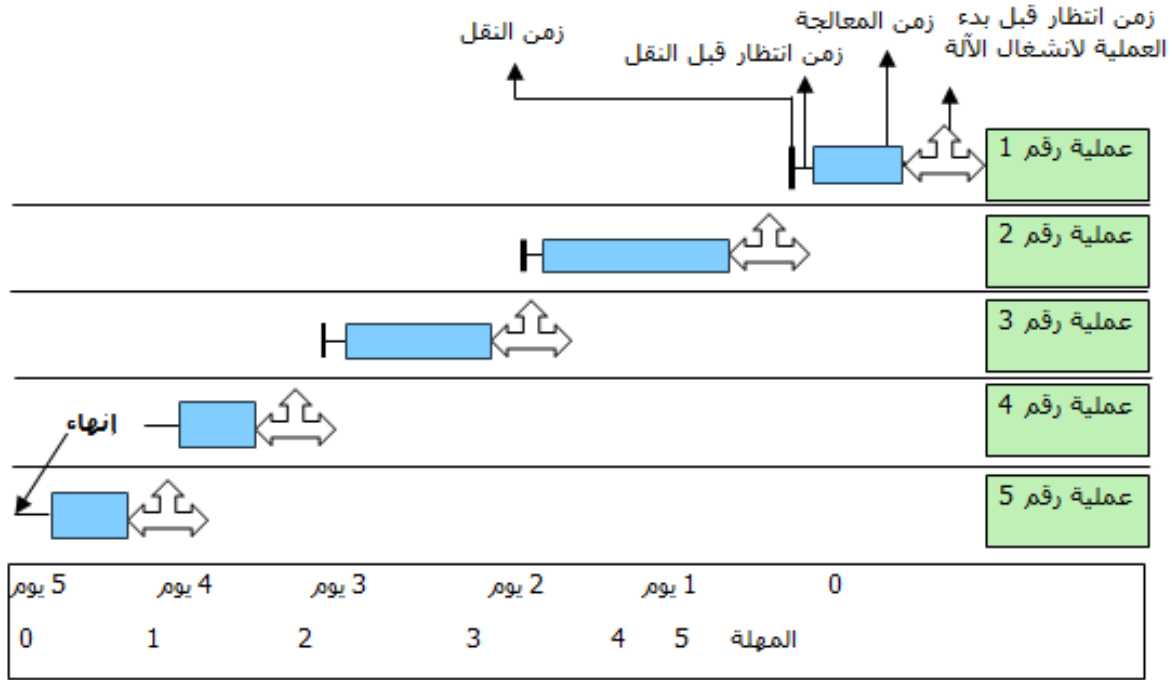 زمن انتظار قبل بدء
العملية لانشغال الآلة
زمن المعالجة
زمن انتظار قبل النقل
زمن النقل
عملية رقم 1
عملية رقم 2
عملية رقم 3
عملية رقم 4
إنهاء
عملية رقم 5
0 1 يوم 2 يوم 3 يوم 4 يوم 5 يوم
المهلة 5 4 3 2 1 0